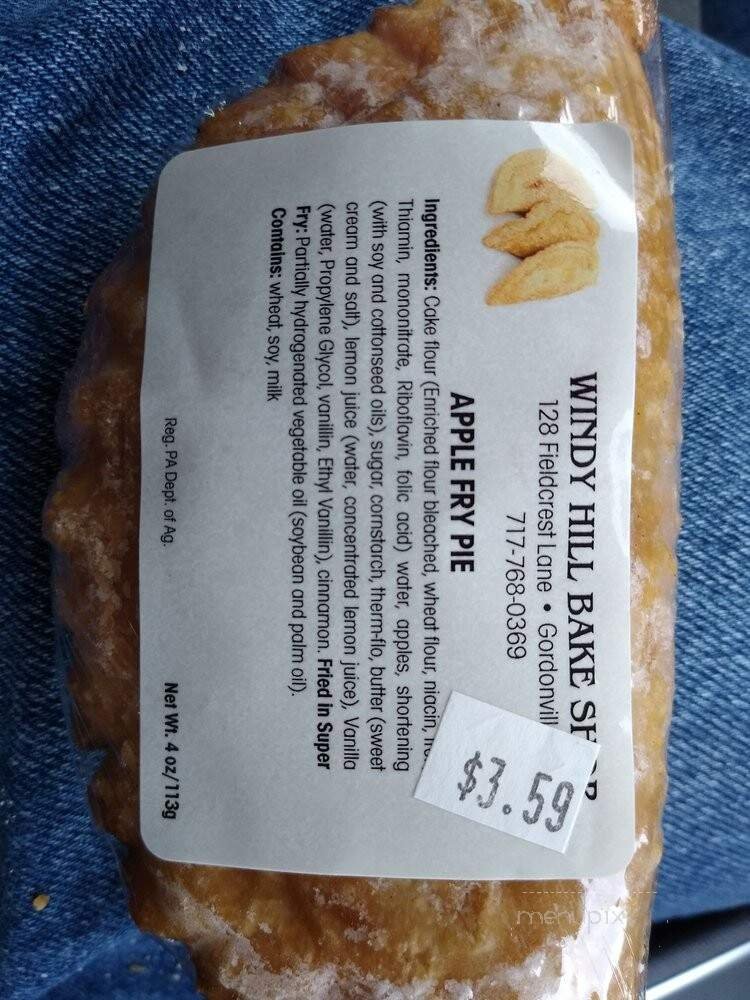 WINDY HILL BAKE
128 Fieldcrest Lane • Gordonvill
717-768-0369
APPLE FRY PIE
Ingredients: Cake flour (Enriched flour bleached, wheat flour, niacin,
Thiamin, mononitrate, Riboflavin, folic acid) water, apples, shortening
(with soy and cottonseed oils), sugar, cornstarch, therm-flo, butter (sweet
cream and salt), lemon juice (water, concentrated lemon juice), Vanilla
(water, Propylene Glycol, vanillin, Ethyl Vanillin), cinnamon. Fried in Super
Fry: Partially hydrogenated vegetable oil (soybean and palm oil).
Contains: wheat, soy, milk
Reg. PA Dept. of Ag.
Net Wt. 4 oz/113g
$3.59
menupix